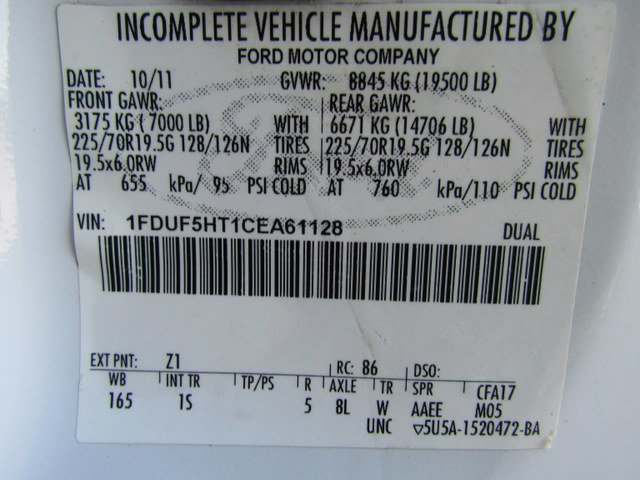 INCOMPLETE VEHICLE MANUFACTURED BY
FORD MOTOR COMPANY
DATE: 10/11 GVWR: 8845 KG (19500 LB)
FRONT GAWR: REAR GAWR:
3175 KG ( 7000 LB) WITH 6671 KG (14706 LB) WITH
225/70R19.5G 128/126N TIRES 225/70R19.5G 128/126N TIRES
19.5x6.0RW RIMS 19.5x6.0RW RIMS
AT 655 kPa/ 95 PSI COLD AT 760 kPa/110 PSI COLD
VIN: 1FDUF5HT1CEA61128 DUAL
EXT PNT: Z1 RC: 86 DSO:
WB INT TR TP/PS R AXLE TR SPR CFA17
165 1S 5 8L W AAEE M05
UNC ▽5U5A-1520472-BA